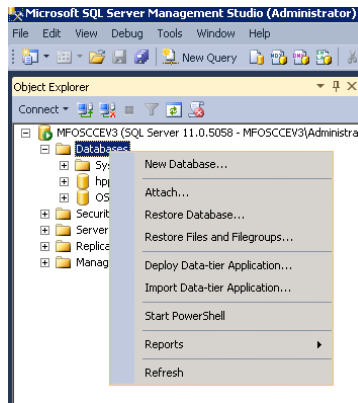 Microsoft SQL Server Management Studio (Administrator)
File Edit View Debug Tools Window Help
New Query
Object Explorer
Connect
MFOSCCEV3 (SQL Server 11.0.5058 - MFOSCCEV3\Administra
Databases
Sys
hpp
OS
Securit
Server
Replica
Manag
New Database...
Attach...
Restore Database...
Restore Files and Filegroups...
Deploy Data-tier Application...
Import Data-tier Application...
Start PowerShell
Reports
Refresh